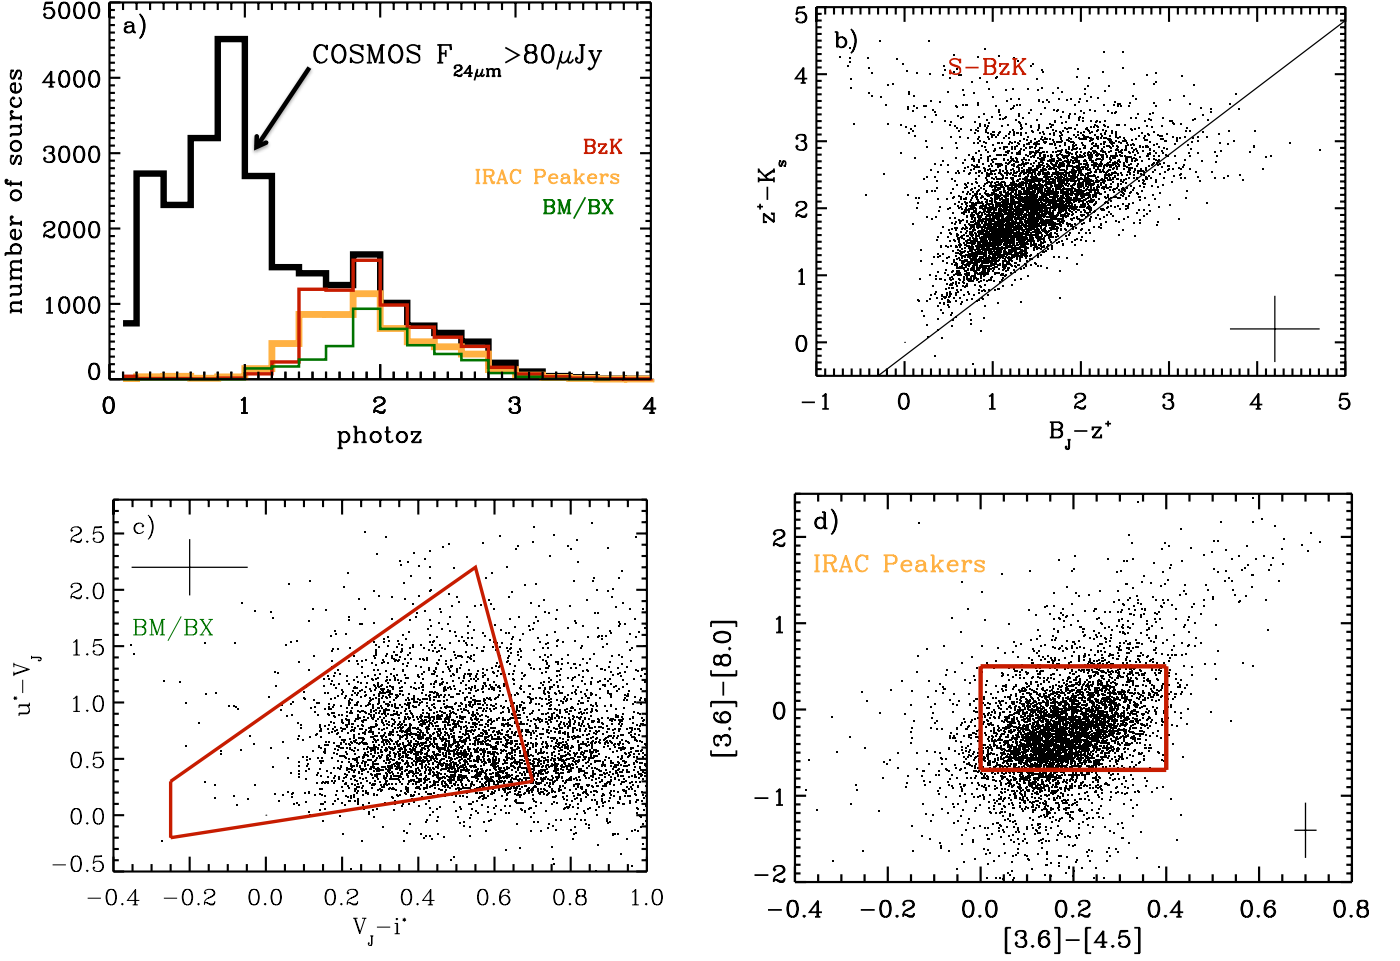 a)
5000
4000
3000
2000
1000
0
number of sources
COSMOS F24μm>80μJy
BzK
IRAC Peakers
BM/BX
0 1 2 3 4
photoz
b)
S-BzK
5
4
3
2
1
0
z+-Ks
-1 0 1 2 3 4 5
BJ-z+
c)
BM/BX
2.5
2.0
1.5
1.0
0.5
0.0
-0.5
u*-VJ
-0.4 -0.2 0.0 0.2 0.4 0.6 0.8 1.0
VJ-i*
d)
IRAC Peakers
2
1
0
-1
-2
[3.6]-[8.0]
-0.4 -0.2 0.0 0.2 0.4 0.6 0.8
[3.6]-[4.5]